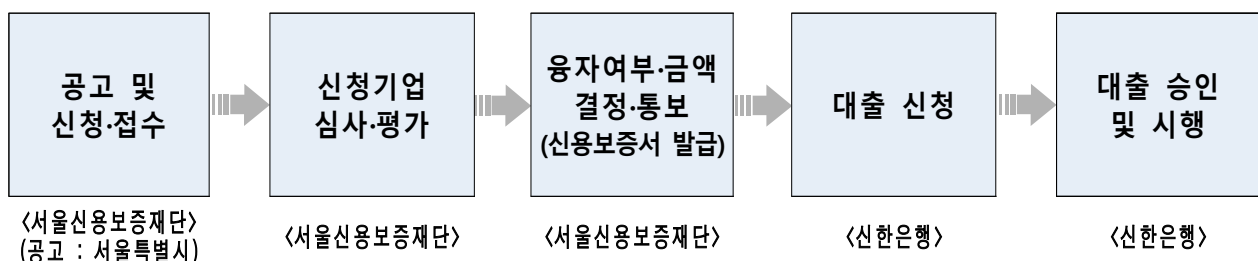 공고 및
신청·접수
신청기업
심사·평가
융자여부·금액
결정·통보
(신용보증서 발급)
대출 신청
대출 승인
및 시행
<서울신용보증재단>
(공고 : 서울특별시)
<서울신용보증재단>
<서울신용보증재단>
<신한은행>
<신한은행>